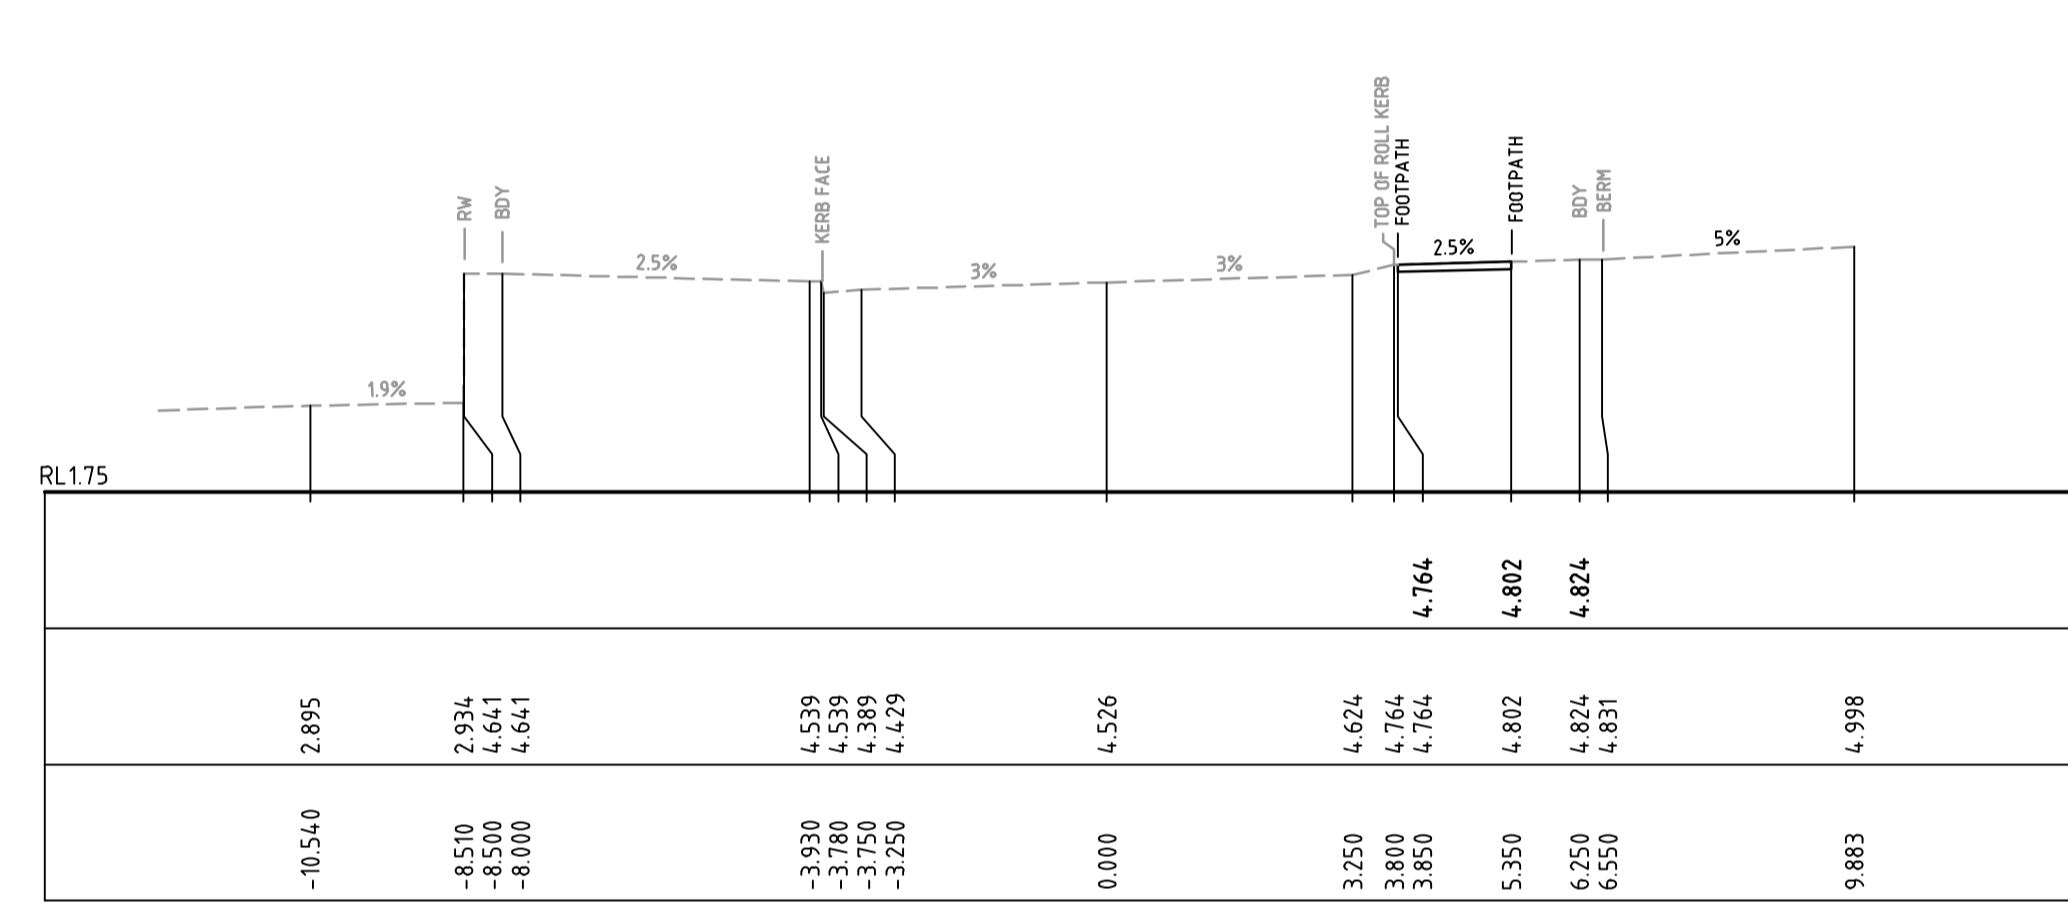 TOP OF ROLL KERB
FOOTPATH
FOOTPATH
KERB FACE
BERM
BDY
BDY
RW
5%
2.5%
2.5%
3%
3%
1.9%
RL1.75
4.764 4.802 4.824
2.895 2.934 4.641 4.641 4.539 4.539 4.389 4.429 4.526 4.624 4.764 4.764 4.802 4.824 4.831 4.998
-10.540 -8.510 -8.500 -8.000 -3.930 -3.780 -3.750 -3.250 0.000 3.250 3.800 3.850 5.350 6.250 6.550 9.883